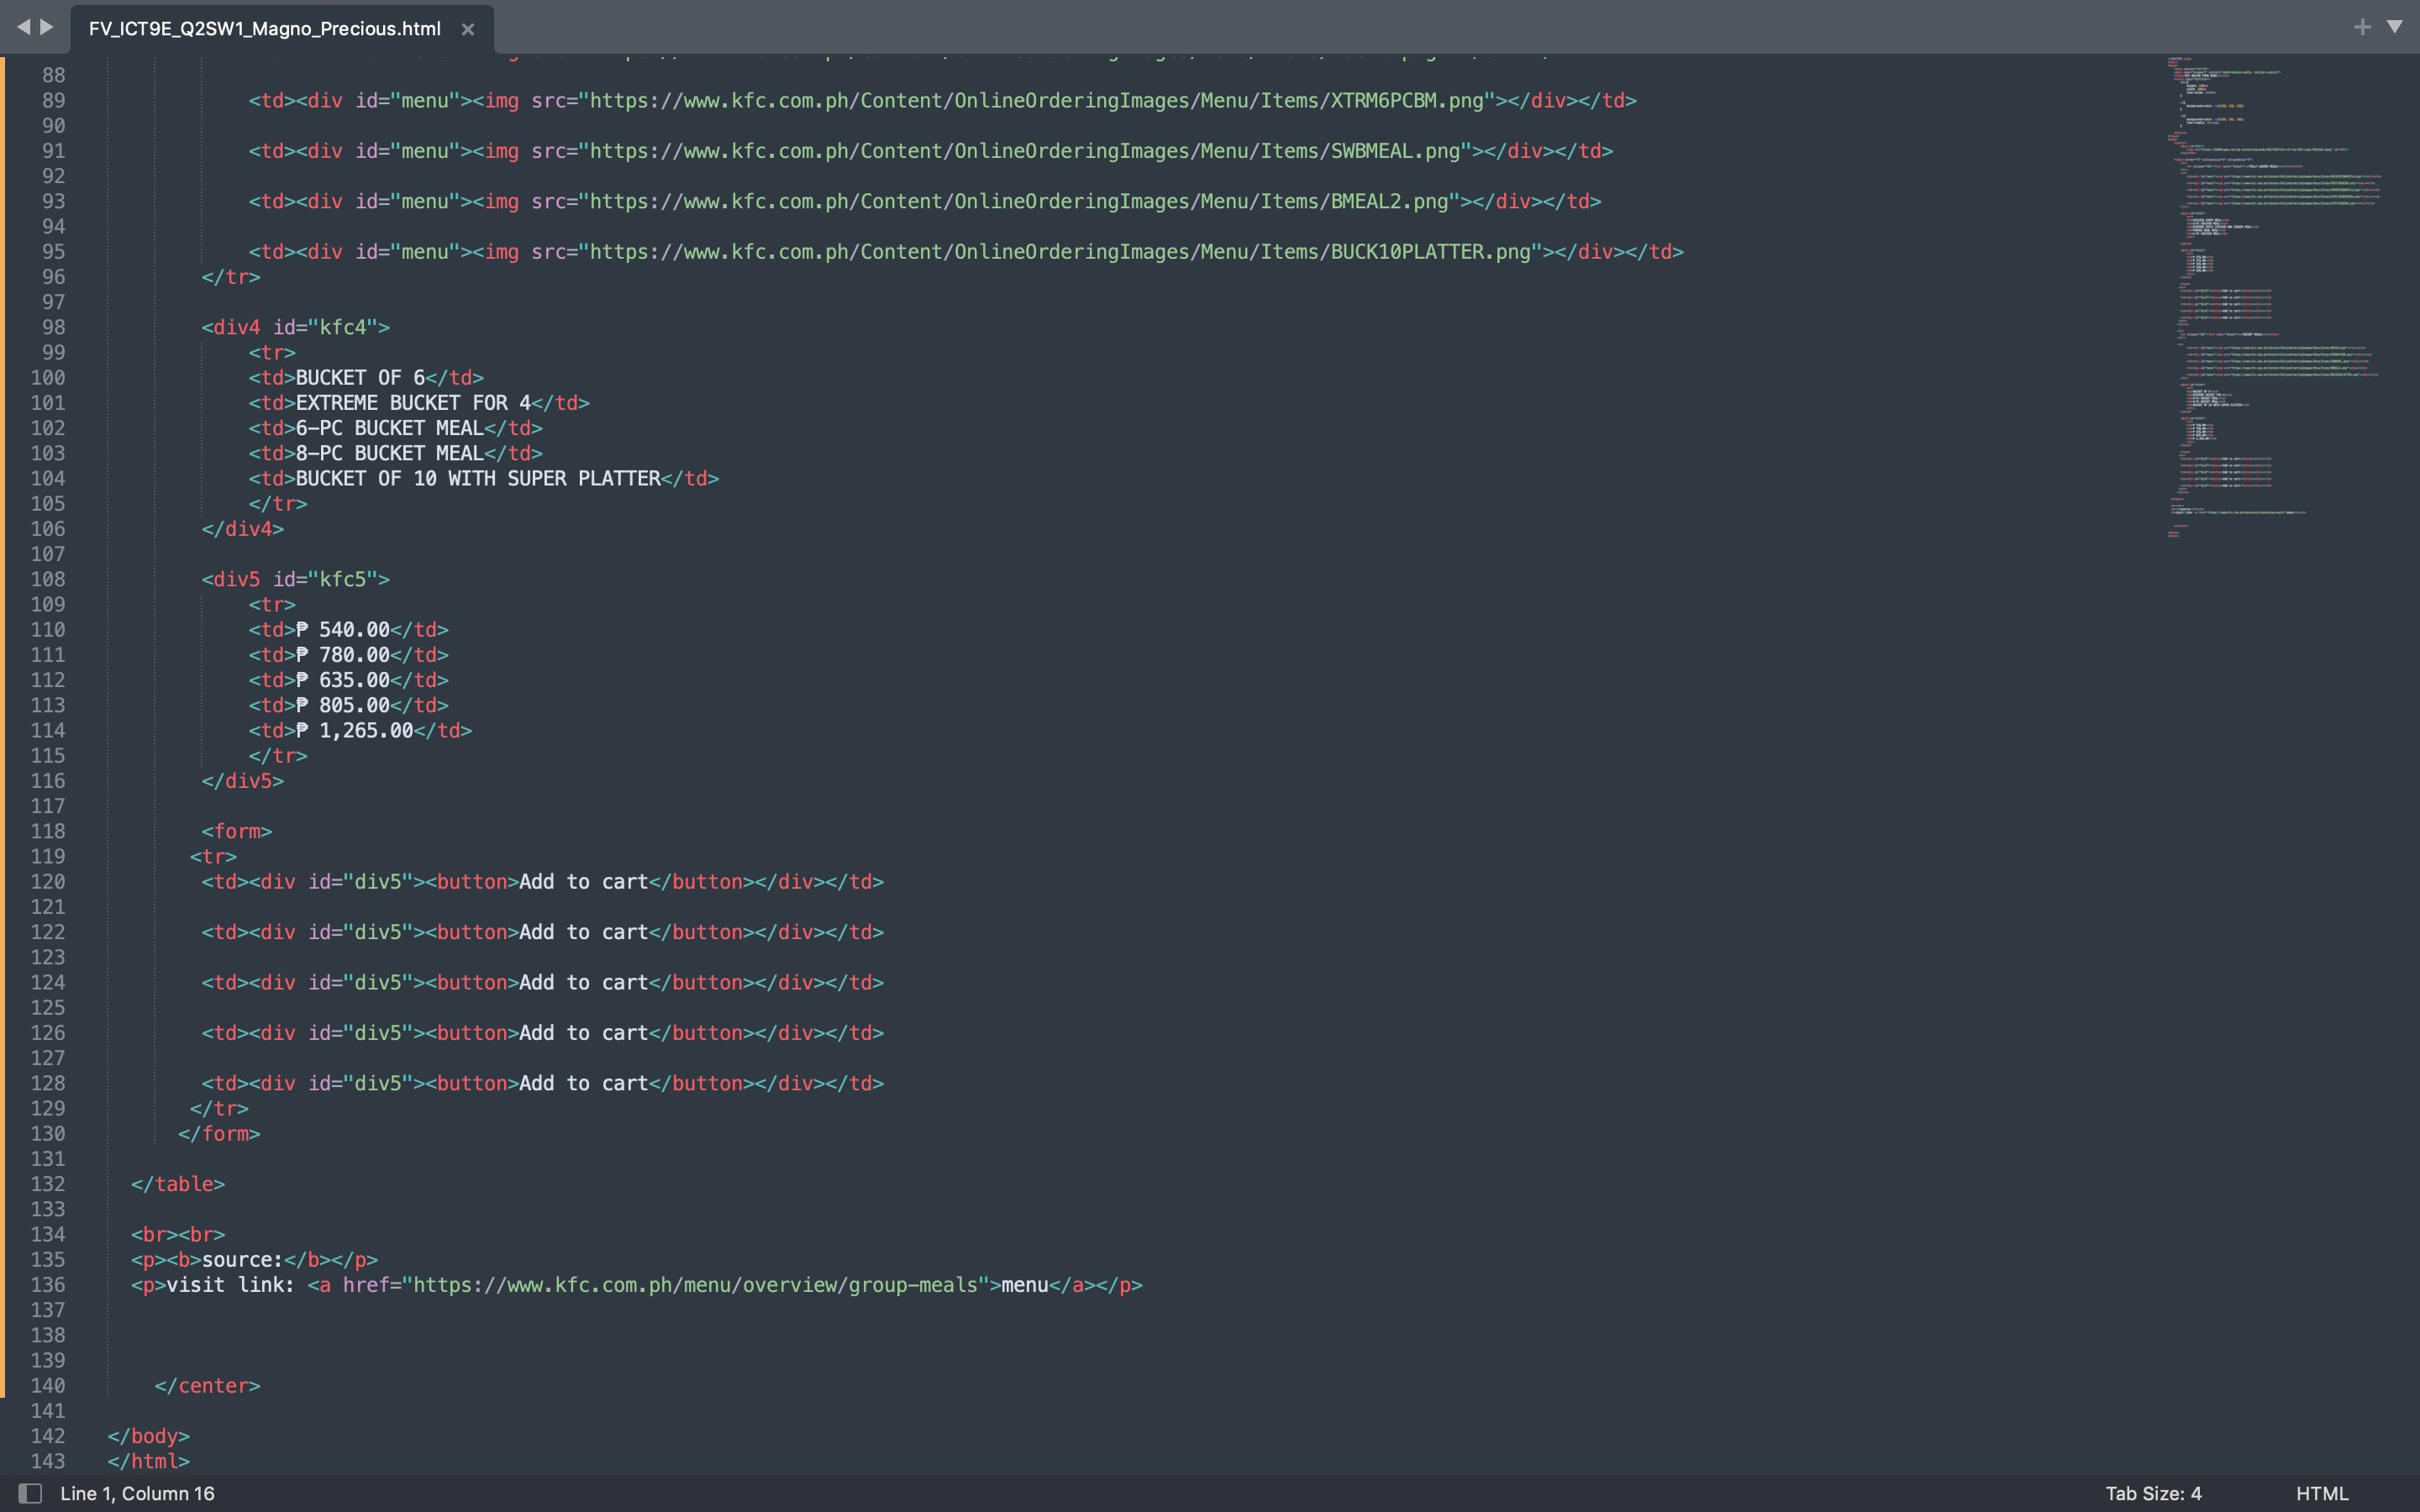 FV_ICT9E_Q2SW1_Magno_Precious.html ×
88
89 <td><div id="menu"><img src="https://www.kfc.com.ph/Content/OnlineOrderingImages/Menu/Items/XTRM6PCBM.png"></div></td>
90
91 <td><div id="menu"><img src="https://www.kfc.com.ph/Content/OnlineOrderingImages/Menu/Items/SWBMEAL.png"></div></td>
92
93 <td><div id="menu"><img src="https://www.kfc.com.ph/Content/OnlineOrderingImages/Menu/Items/BMEAL2.png"></div></td>
94
95 <td><div id="menu"><img src="https://www.kfc.com.ph/Content/OnlineOrderingImages/Menu/Items/BUCK10PLATTER.png"></div></td>
96 </tr>
97
98 <div4 id="kfc4">
99 <tr>
100 <td>BUCKET OF 6</td>
101 <td>EXTREME BUCKET FOR 4</td>
102 <td>6-PC BUCKET MEAL</td>
103 <td>8-PC BUCKET MEAL</td>
104 <td>BUCKET OF 10 WITH SUPER PLATTER</td>
105 </tr>
106 </div4>
107
108 <div5 id="kfc5">
109 <tr>
110 <td>₱ 540.00</td>
111 <td>₱ 780.00</td>
112 <td>₱ 635.00</td>
113 <td>₱ 805.00</td>
114 <td>₱ 1,265.00</td>
115 </tr>
116 </div5>
117
118 <form>
119 <tr>
120 <td><div id="div5"><button>Add to cart</button></div></td>
121
122 <td><div id="div5"><button>Add to cart</button></div></td>
123
124 <td><div id="div5"><button>Add to cart</button></div></td>
125
126 <td><div id="div5"><button>Add to cart</button></div></td>
127
128 <td><div id="div5"><button>Add to cart</button></div></td>
129 </tr>
130 </form>
131
132 </table>
133
134 <br><br>
135 <p><b>source:</b></p>
136 <p>visit link: <a href="https://www.kfc.com.ph/menu/overview/group-meals">menu</a></p>
137
138
139
140 </center>
141
142 </body>
143 </html>
Line 1, Column 16
Tab Size: 4
HTML